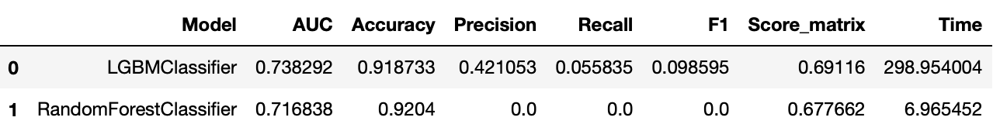 Model AUC Accuracy Precision Recall F1 Score_matrix Time
0 LGBMClassifier 0.738292 0.918733 0.421053 0.055835 0.098595 0.69116 298.954004
1 RandomForestClassifier 0.716838 0.9204 0.0 0.0 0.0 0.677662 6.965452